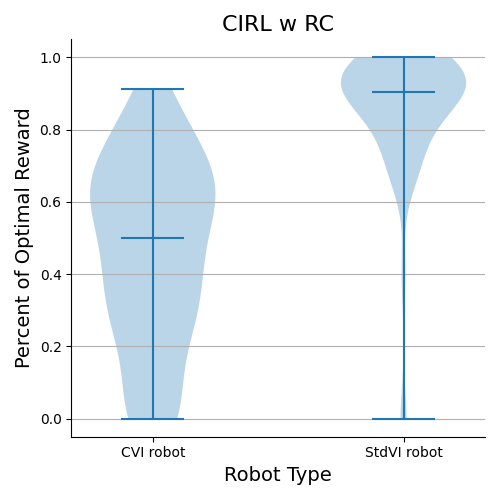 CIRL w RC
Percent of Optimal Reward
1.0
0.8
0.6
0.4
0.2
0.0
CVI robot
StdVI robot
Robot Type